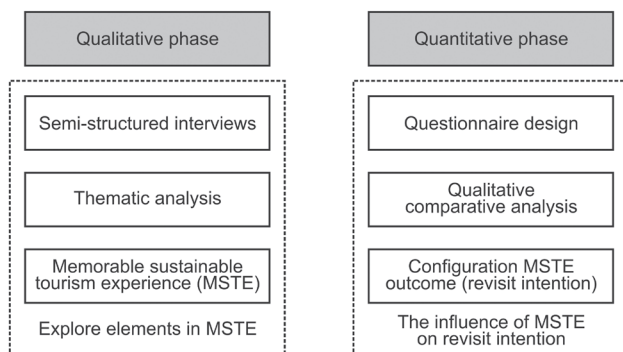 Qualitative phase
Semi-structured interviews
Thematic analysis
Memorable sustainable
tourism experience (MSTE)
Explore elements in MSTE
Quantitative phase
Questionnaire design
Qualitative
comparative analysis
Configuration MSTE
outcome (revisit intention)
The influence of MSTE
on revisit intention